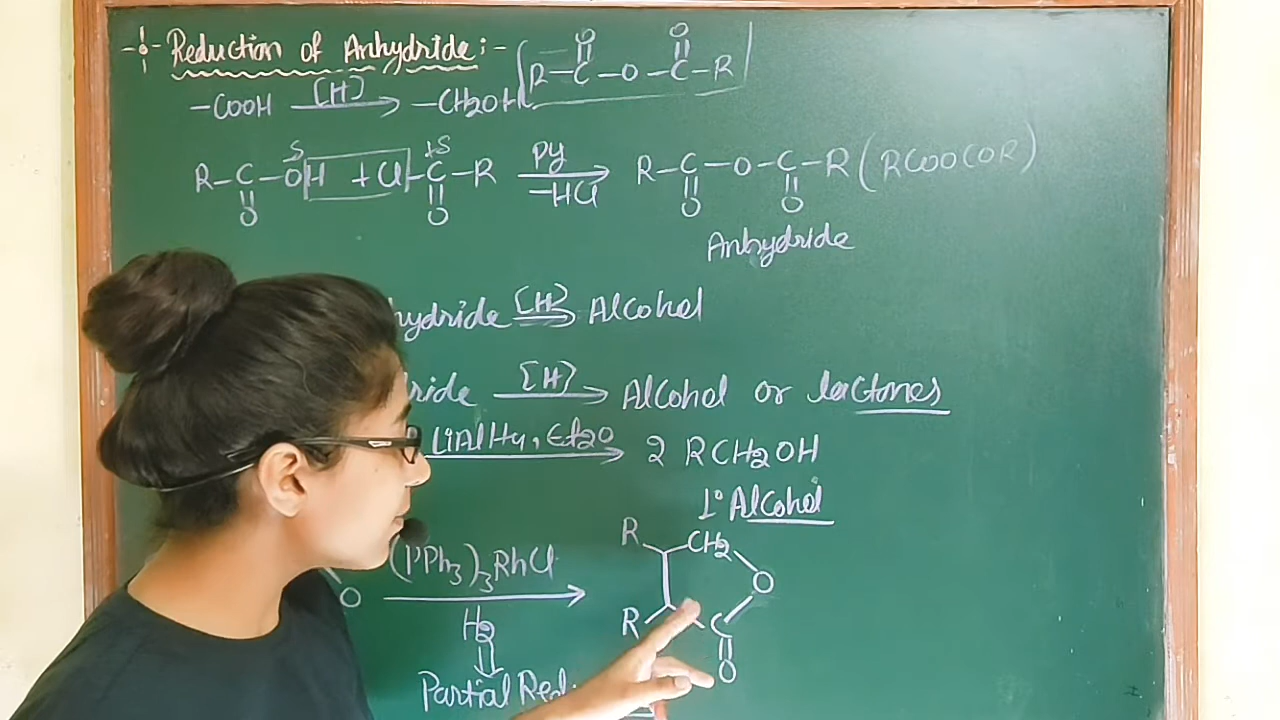 Reduction of Anhydride :-
R-C-O-C-R
O O
-COOH [H] -CH2OH
R-C-OH + Cl-C-R Py -HCl R-C-O-C-R (RCOOCOR)
O O O O
δ +δ
Anhydride
hydride [H] Alcohol
ride [H] Alcohol or lactones
LiAlH4, Et2O 2 RCH2OH
1° Alcohol
R CH2
O (PPh3)3RhCl O
H2 R C
O
Partial Red.